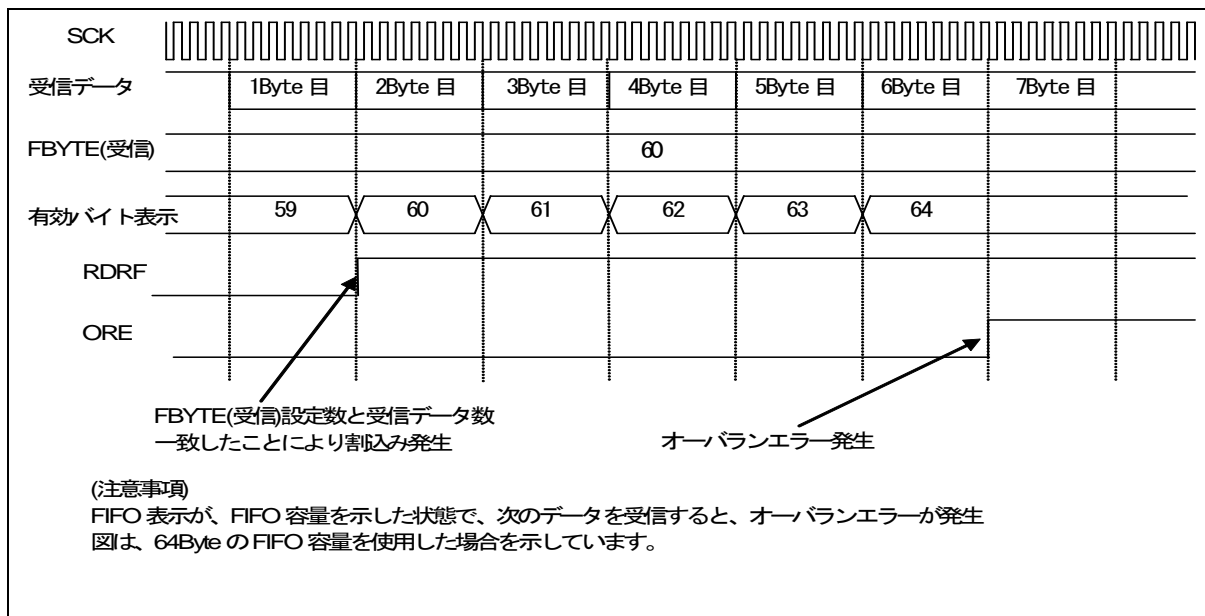 SCK
受信データ
1Byte 目 2Byte 目 3Byte 目 4Byte 目 5Byte 目 6Byte 目 7Byte 目
FBYTE(受信)
60
有効バイト表示
59 60 61 62 63 64
RDRF
ORE
FBYTE(受信)設定数と受信データ数
一致したことにより割込み発生
オーバランエラー発生
(注意事項)
FIFO 表示が、FIFO 容量を示した状態で、次のデータを受信すると、オーバランエラーが発生
図は、64Byte の FIFO 容量を使用した場合を示しています。